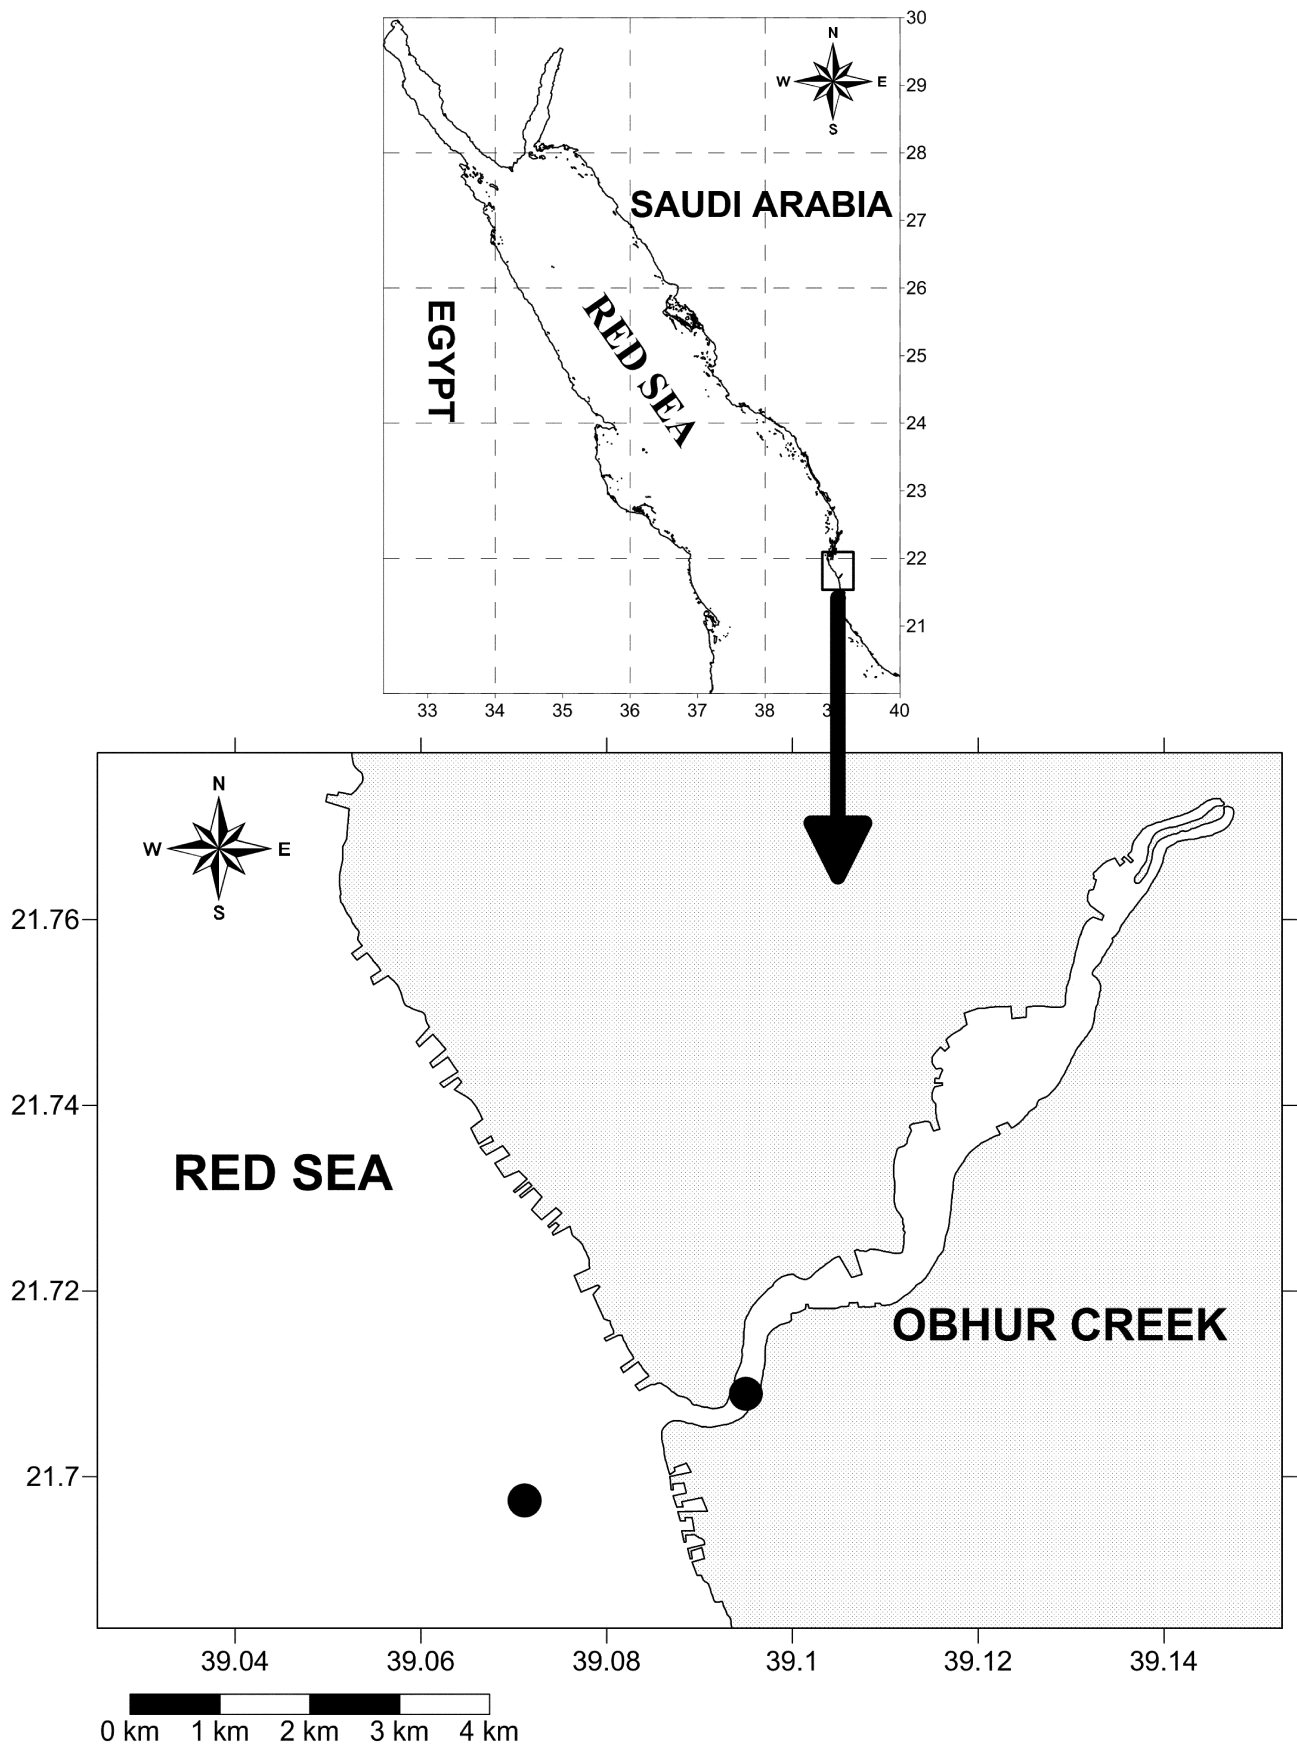 30
N
W E
29
S
28
SAUDI ARABIA
27
26
EGYPT
RED SEA
25
24
23
22
21
33 34 35 36 37 38 39 40
N
W E
S
21.76
21.74
RED SEA
21.72
OBHUR CREEK
21.7
39.04 39.06 39.08 39.1 39.12 39.14
0 km 1 km 2 km 3 km 4 km